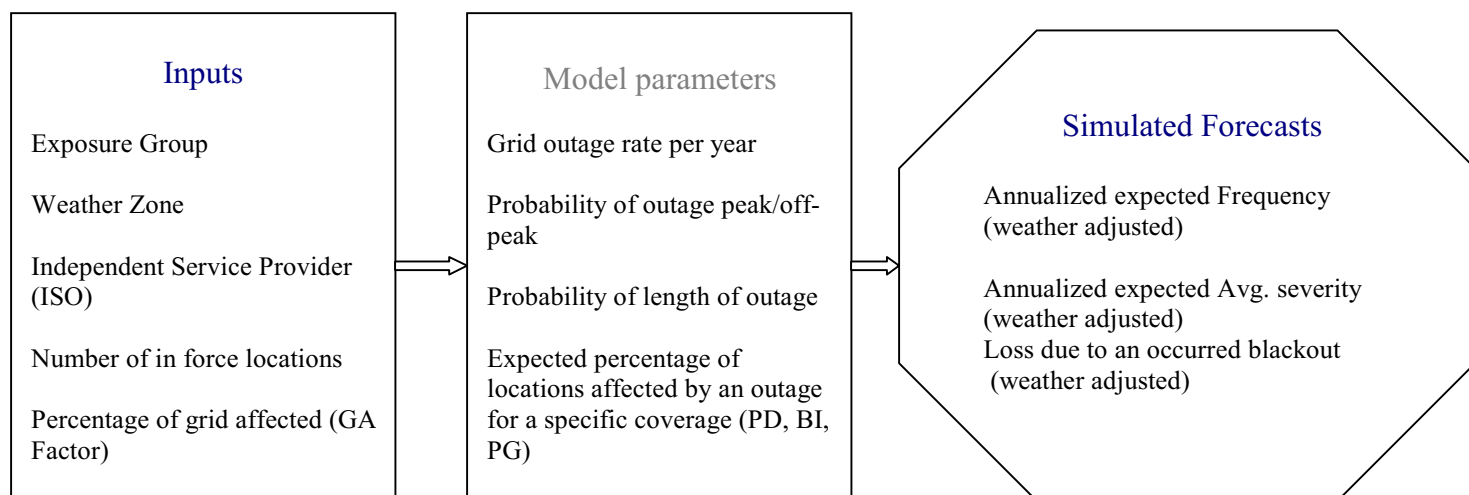 Inputs
Exposure Group
Weather Zone
Independent Service Provider
(ISO)
Number of in force locations
Percentage of grid affected (GA
Factor)
Model parameters
Grid outage rate per year
Probability of outage peak/off-
peak
Probability of length of outage
Expected percentage of
locations affected by an outage
for a specific coverage (PD, BI,
PG)
Simulated Forecasts
Annualized expected Frequency
(weather adjusted)
Annualized expected Avg. severity
(weather adjusted)
Loss due to an occurred blackout
(weather adjusted)